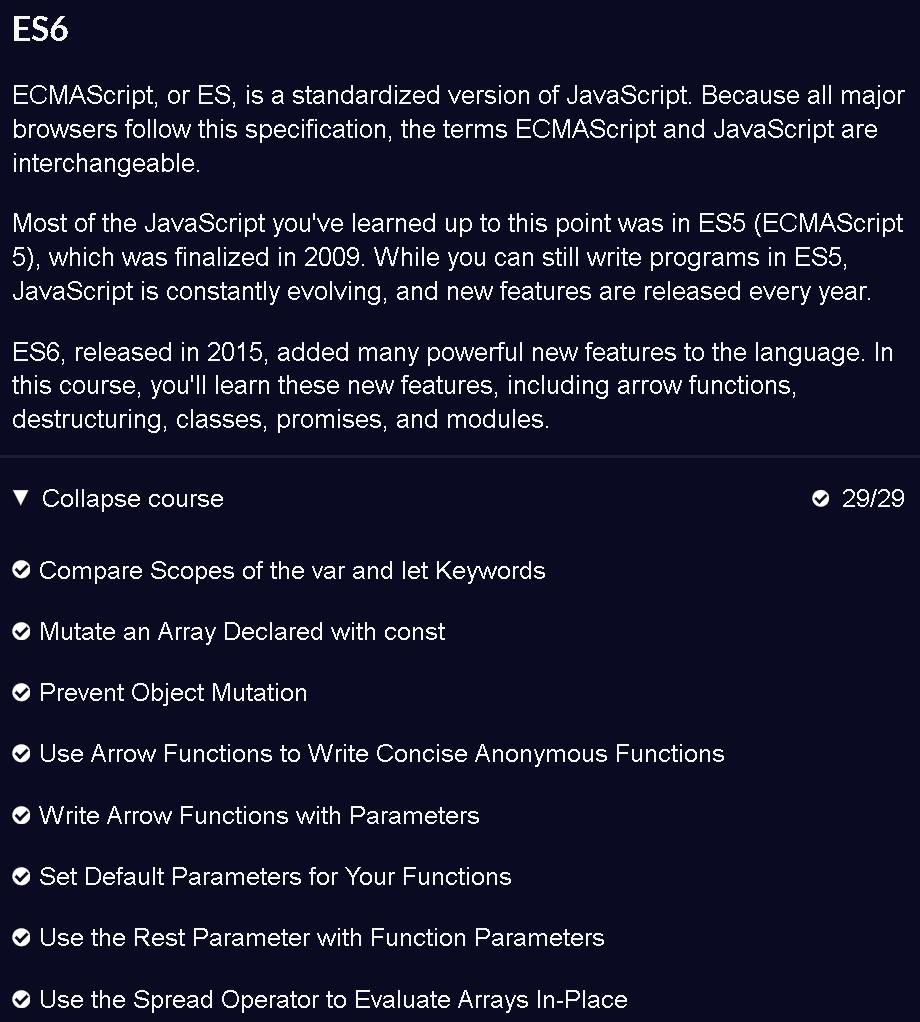 ES6
ECMAScript, or ES, is a standardized version of JavaScript. Because all major
browsers follow this specification, the terms ECMAScript and JavaScript are
interchangeable.
Most of the JavaScript you've learned up to this point was in ES5 (ECMAScript
5), which was finalized in 2009. While you can still write programs in ES5,
JavaScript is constantly evolving, and new features are released every year.
ES6, released in 2015, added many powerful new features to the language. In
this course, you'll learn these new features, including arrow functions,
destructuring, classes, promises, and modules.
Collapse course 29/29
Compare Scopes of the var and let Keywords
Mutate an Array Declared with const
Prevent Object Mutation
Use Arrow Functions to Write Concise Anonymous Functions
Write Arrow Functions with Parameters
Set Default Parameters for Your Functions
Use the Rest Parameter with Function Parameters
Use the Spread Operator to Evaluate Arrays In-Place